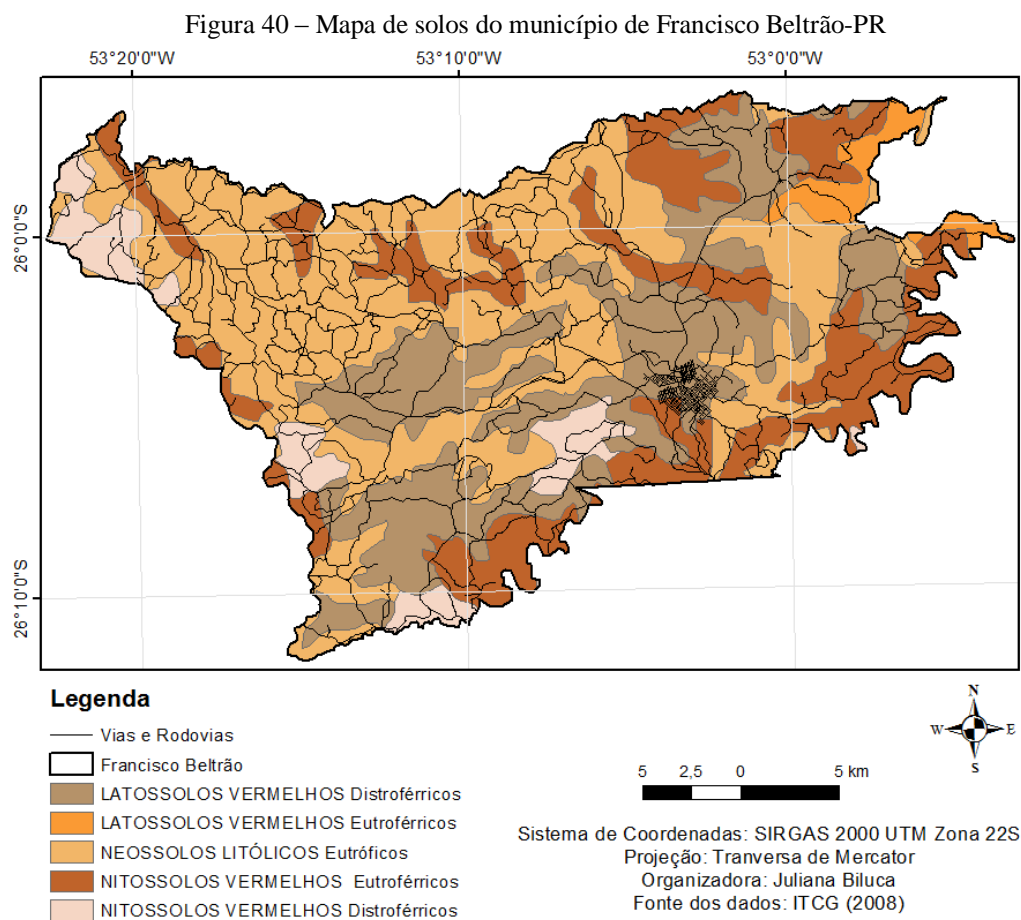 Figura 40 – Mapa de solos do município de Francisco Beltrão-PR
53°20'0"W 53°10'0"W 53°0'0"W
26°0'0"S
26°10'0"S
Legenda
Vias e Rodovias
Francisco Beltrão
LATOSSOLOS VERMELHOS Distroférricos
LATOSSOLOS VERMELHOS Eutroférricos
NEOSSOLOS LITÓLICOS Eutróficos
NITOSSOLOS VERMELHOS Eutroférricos
NITOSSOLOS VERMELHOS Distroférricos
N
W E
S
5 2,5 0 5 km
Sistema de Coordenadas: SIRGAS 2000 UTM Zona 22S
Projeção: Tranversa de Mercator
Organizadora: Juliana Biluca
Fonte dos dados: ITCG (2008)